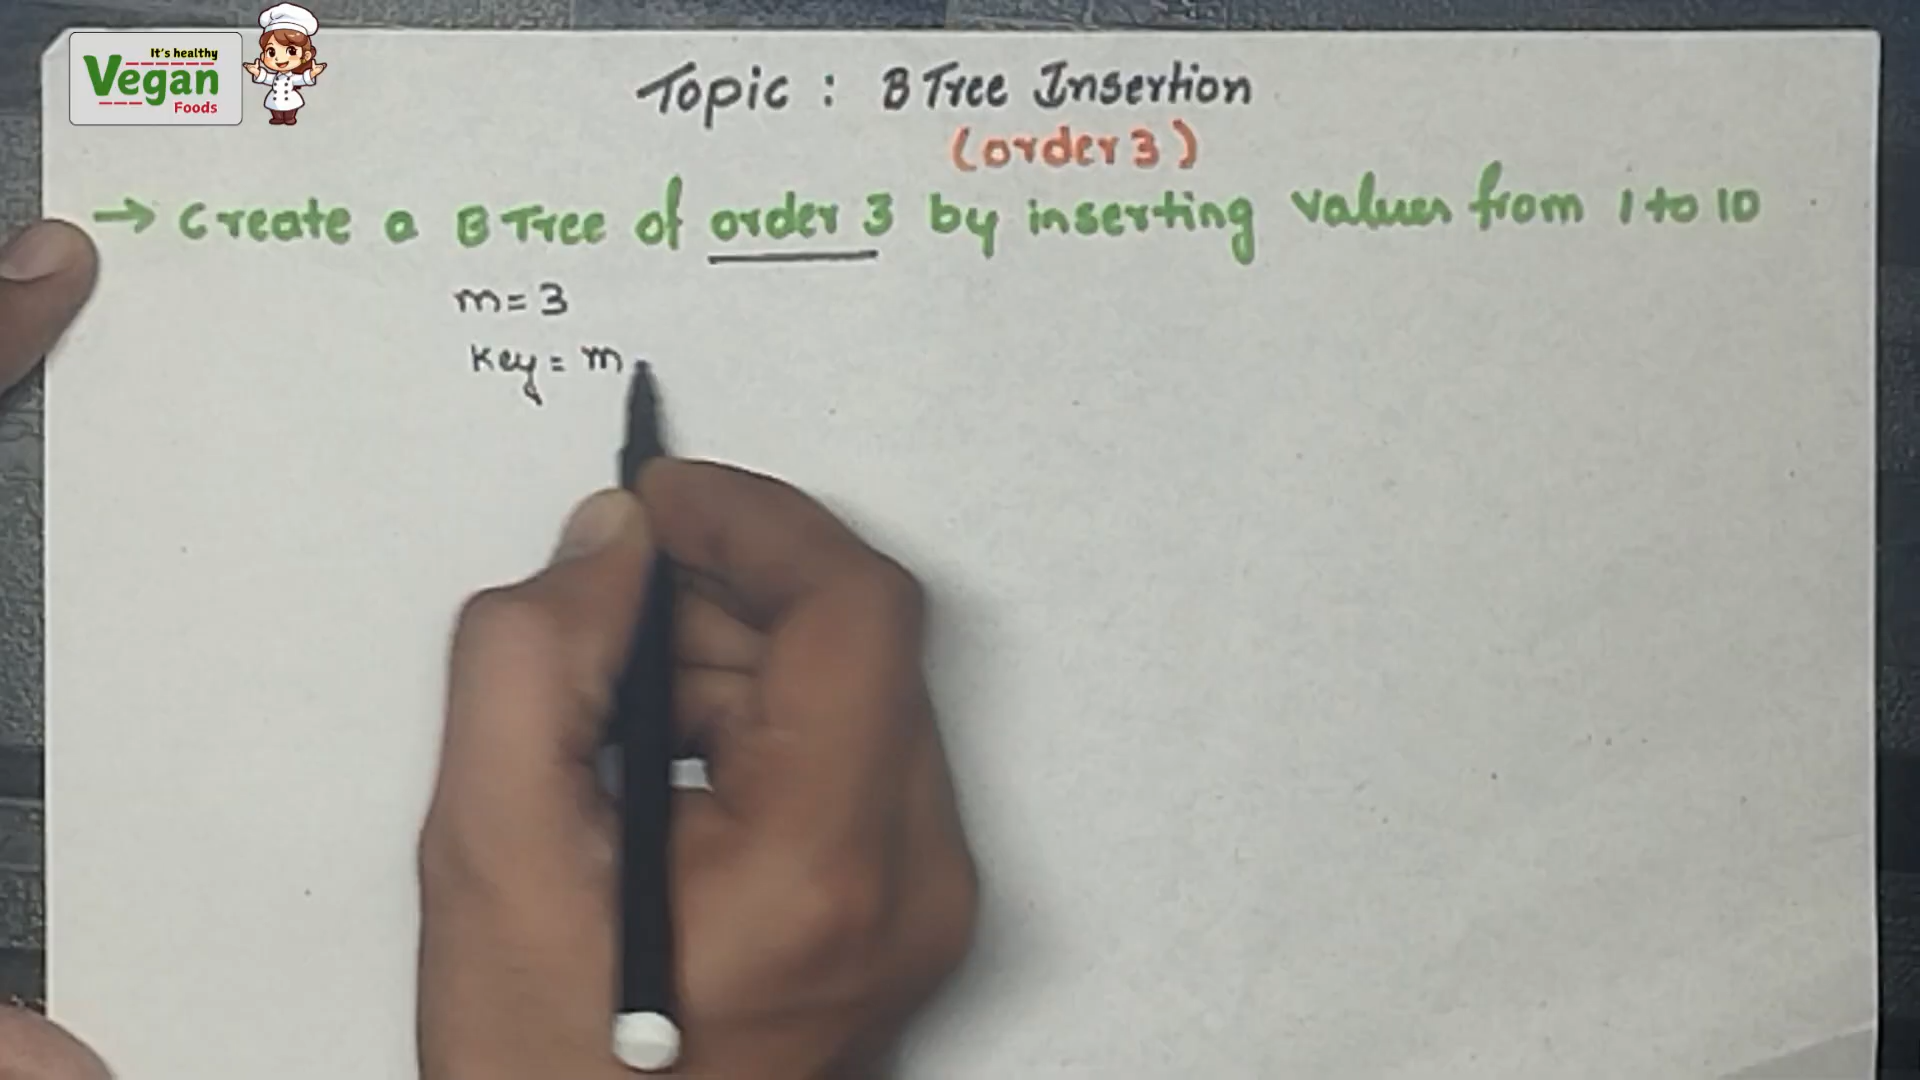 It's healthy
Vegan
Foods
Topic : B Tree Insertion
(order 3)
→ Create a B Tree of order 3 by inserting values from 1 to 10
m = 3
Key = m